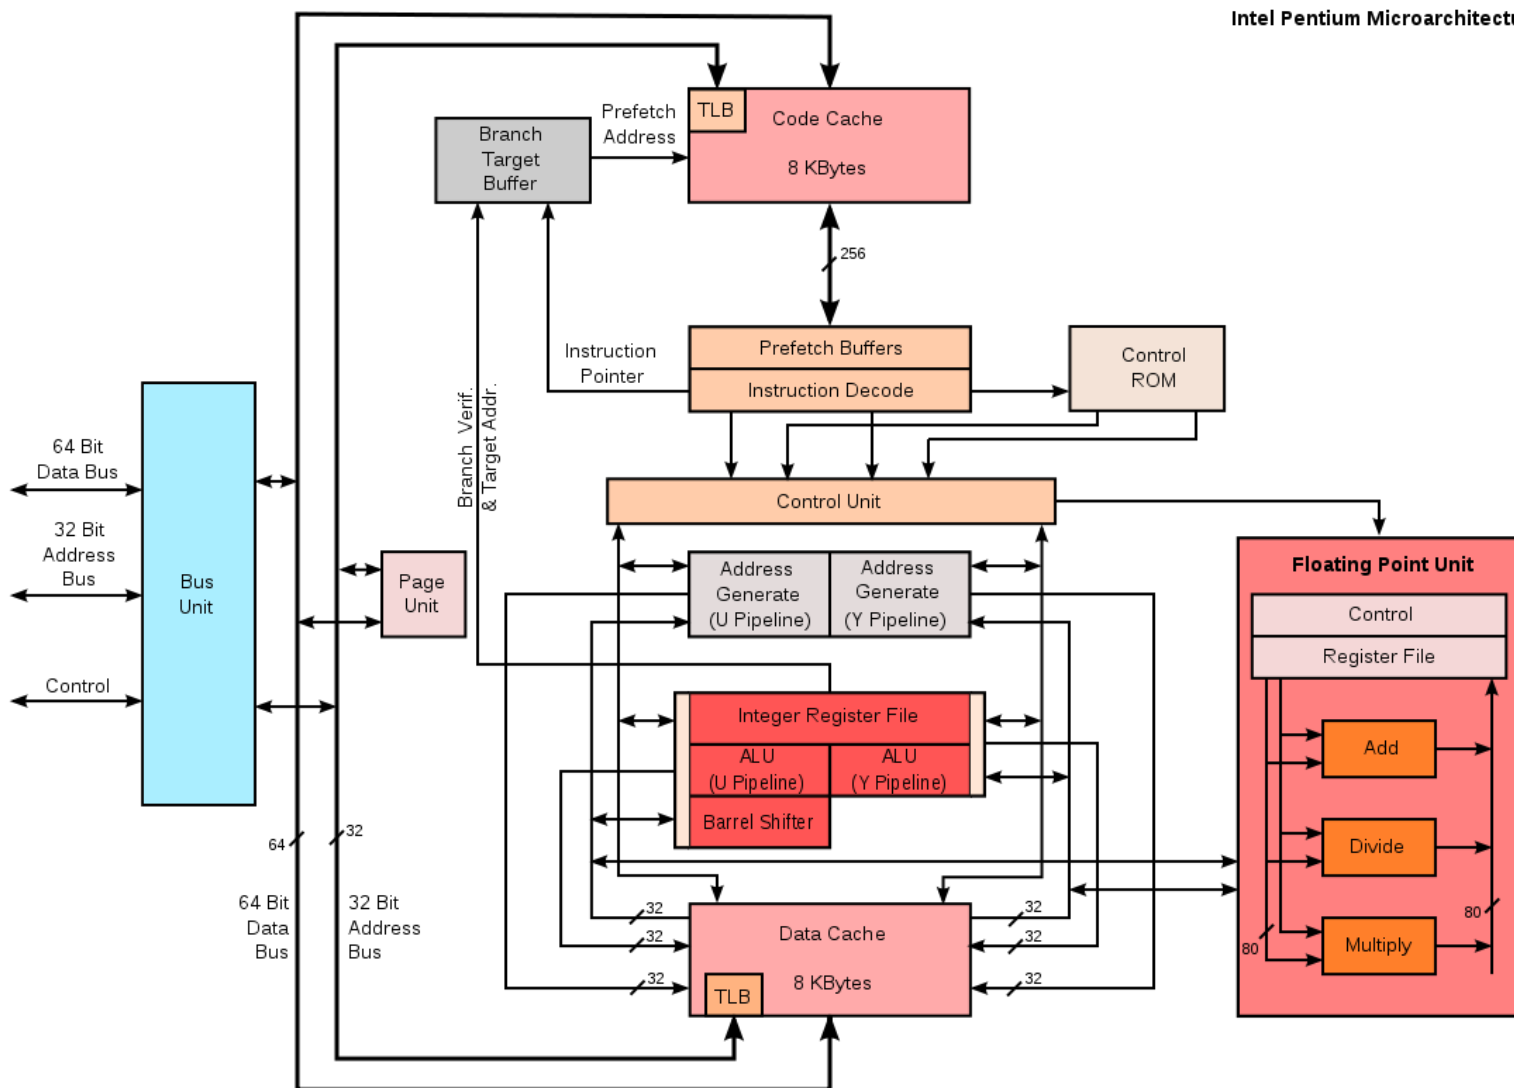 Intel Pentium Microarchitectu
TLB
Code Cache
8 KBytes
Prefetch
Address
Branch
Target
Buffer
256
Prefetch Buffers
Instruction Decode
Instruction
Pointer
Control
ROM
Branch Verif.
& Target Addr.
Control Unit
64 Bit
Data Bus
32 Bit
Address
Bus
Control
Bus
Unit
Page
Unit
Address
Generate
(U Pipeline)
Address
Generate
(Y Pipeline)
Integer Register File
ALU
(U Pipeline)
ALU
(Y Pipeline)
Barrel Shifter
Floating Point Unit
Control
Register File
Add
Divide
Multiply
80
80
64
32
64 Bit
Data
Bus
32 Bit
Address
Bus
32
32
32
32
32
32
Data Cache
8 KBytes
TLB